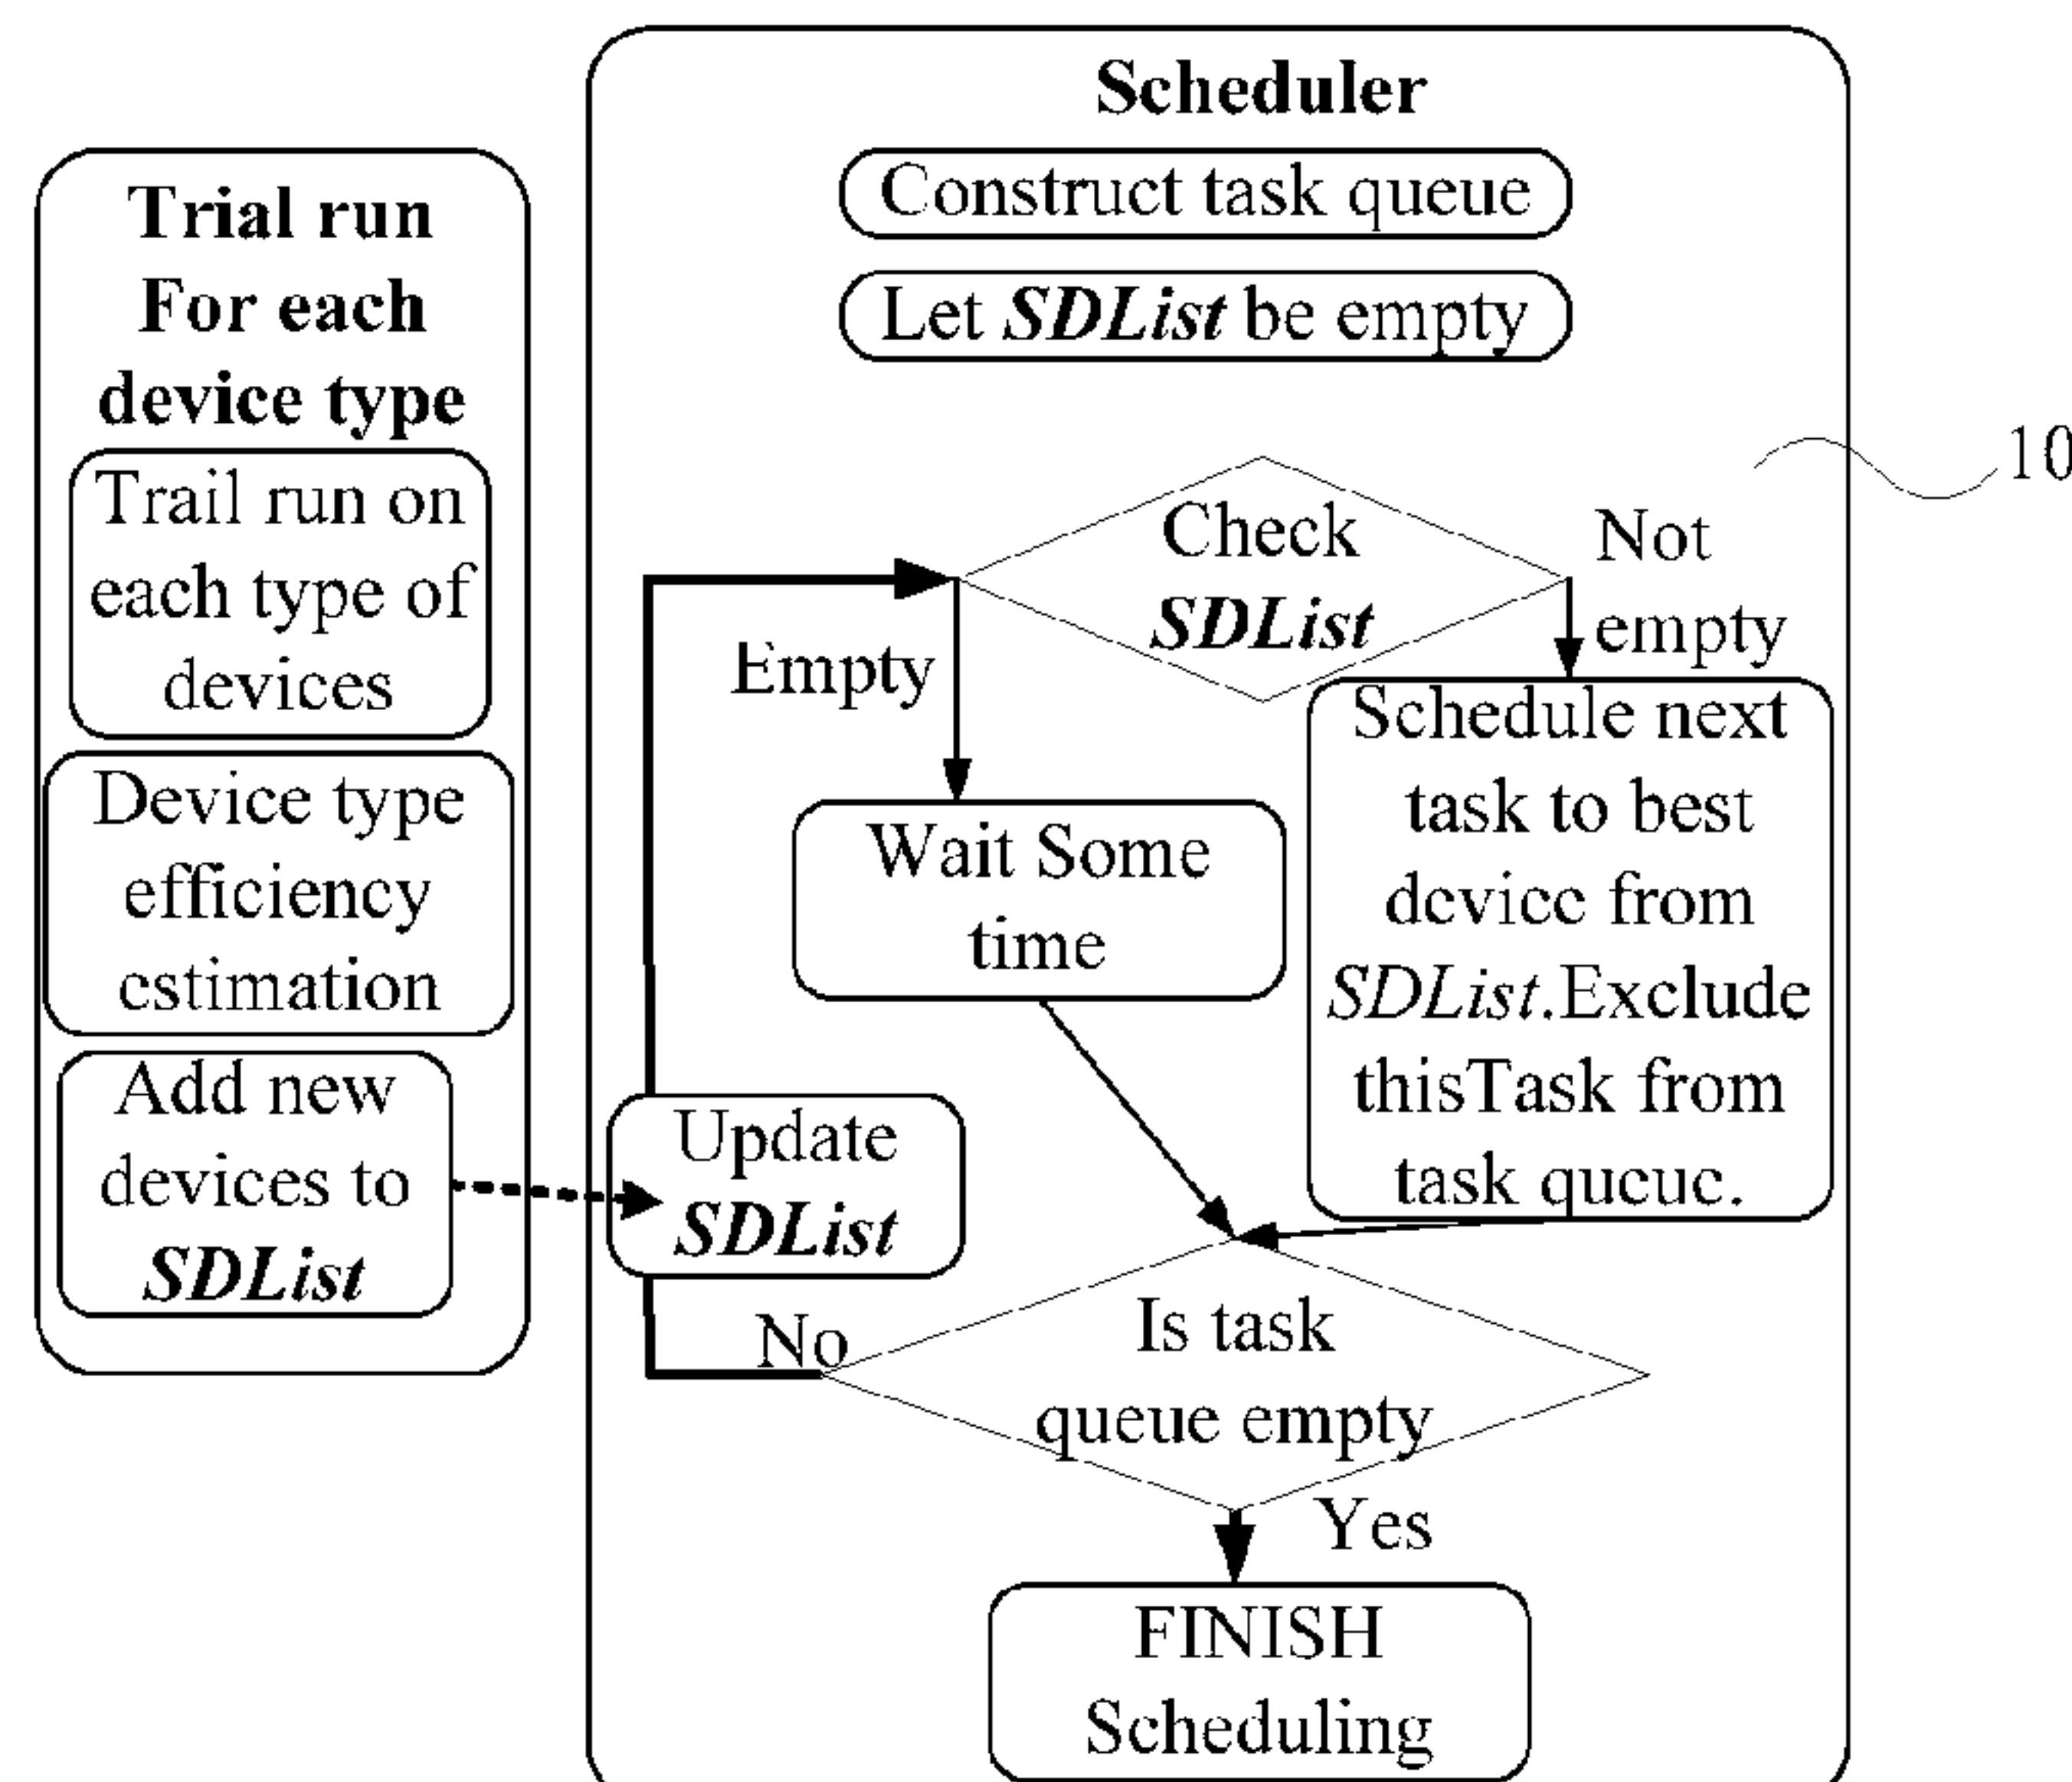 Trial run
For each
device type
Trail run on
each type of
devices
Device type
efficiency
estimation
Add new
devices to
SDList
Scheduler
Construct task queue
Let SDList be empty
10
Check
SDList
Not
empty
Empty
Schedule next
task to best
device from
SDList.Exclude
thisTask from
task queue.
Wait Some
time
Update
SDList
No
Is task
queue empty
Yes
FINISH
Scheduling